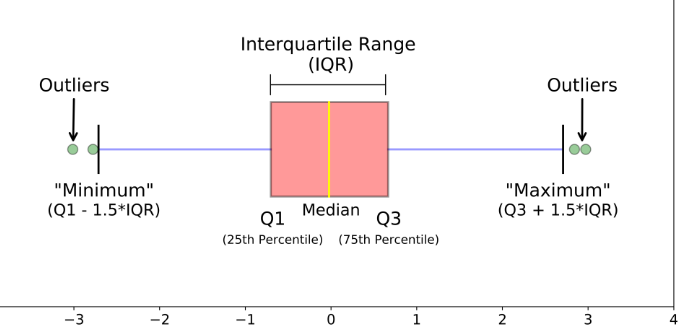 Interquartile Range
(IQR)
Outliers
Outliers
"Minimum"
(Q1 - 1.5*IQR)
"Maximum"
(Q3 + 1.5*IQR)
Median
Q1
Q3
(25th Percentile)
(75th Percentile)
−3
−2
−1
0
1
2
3
4